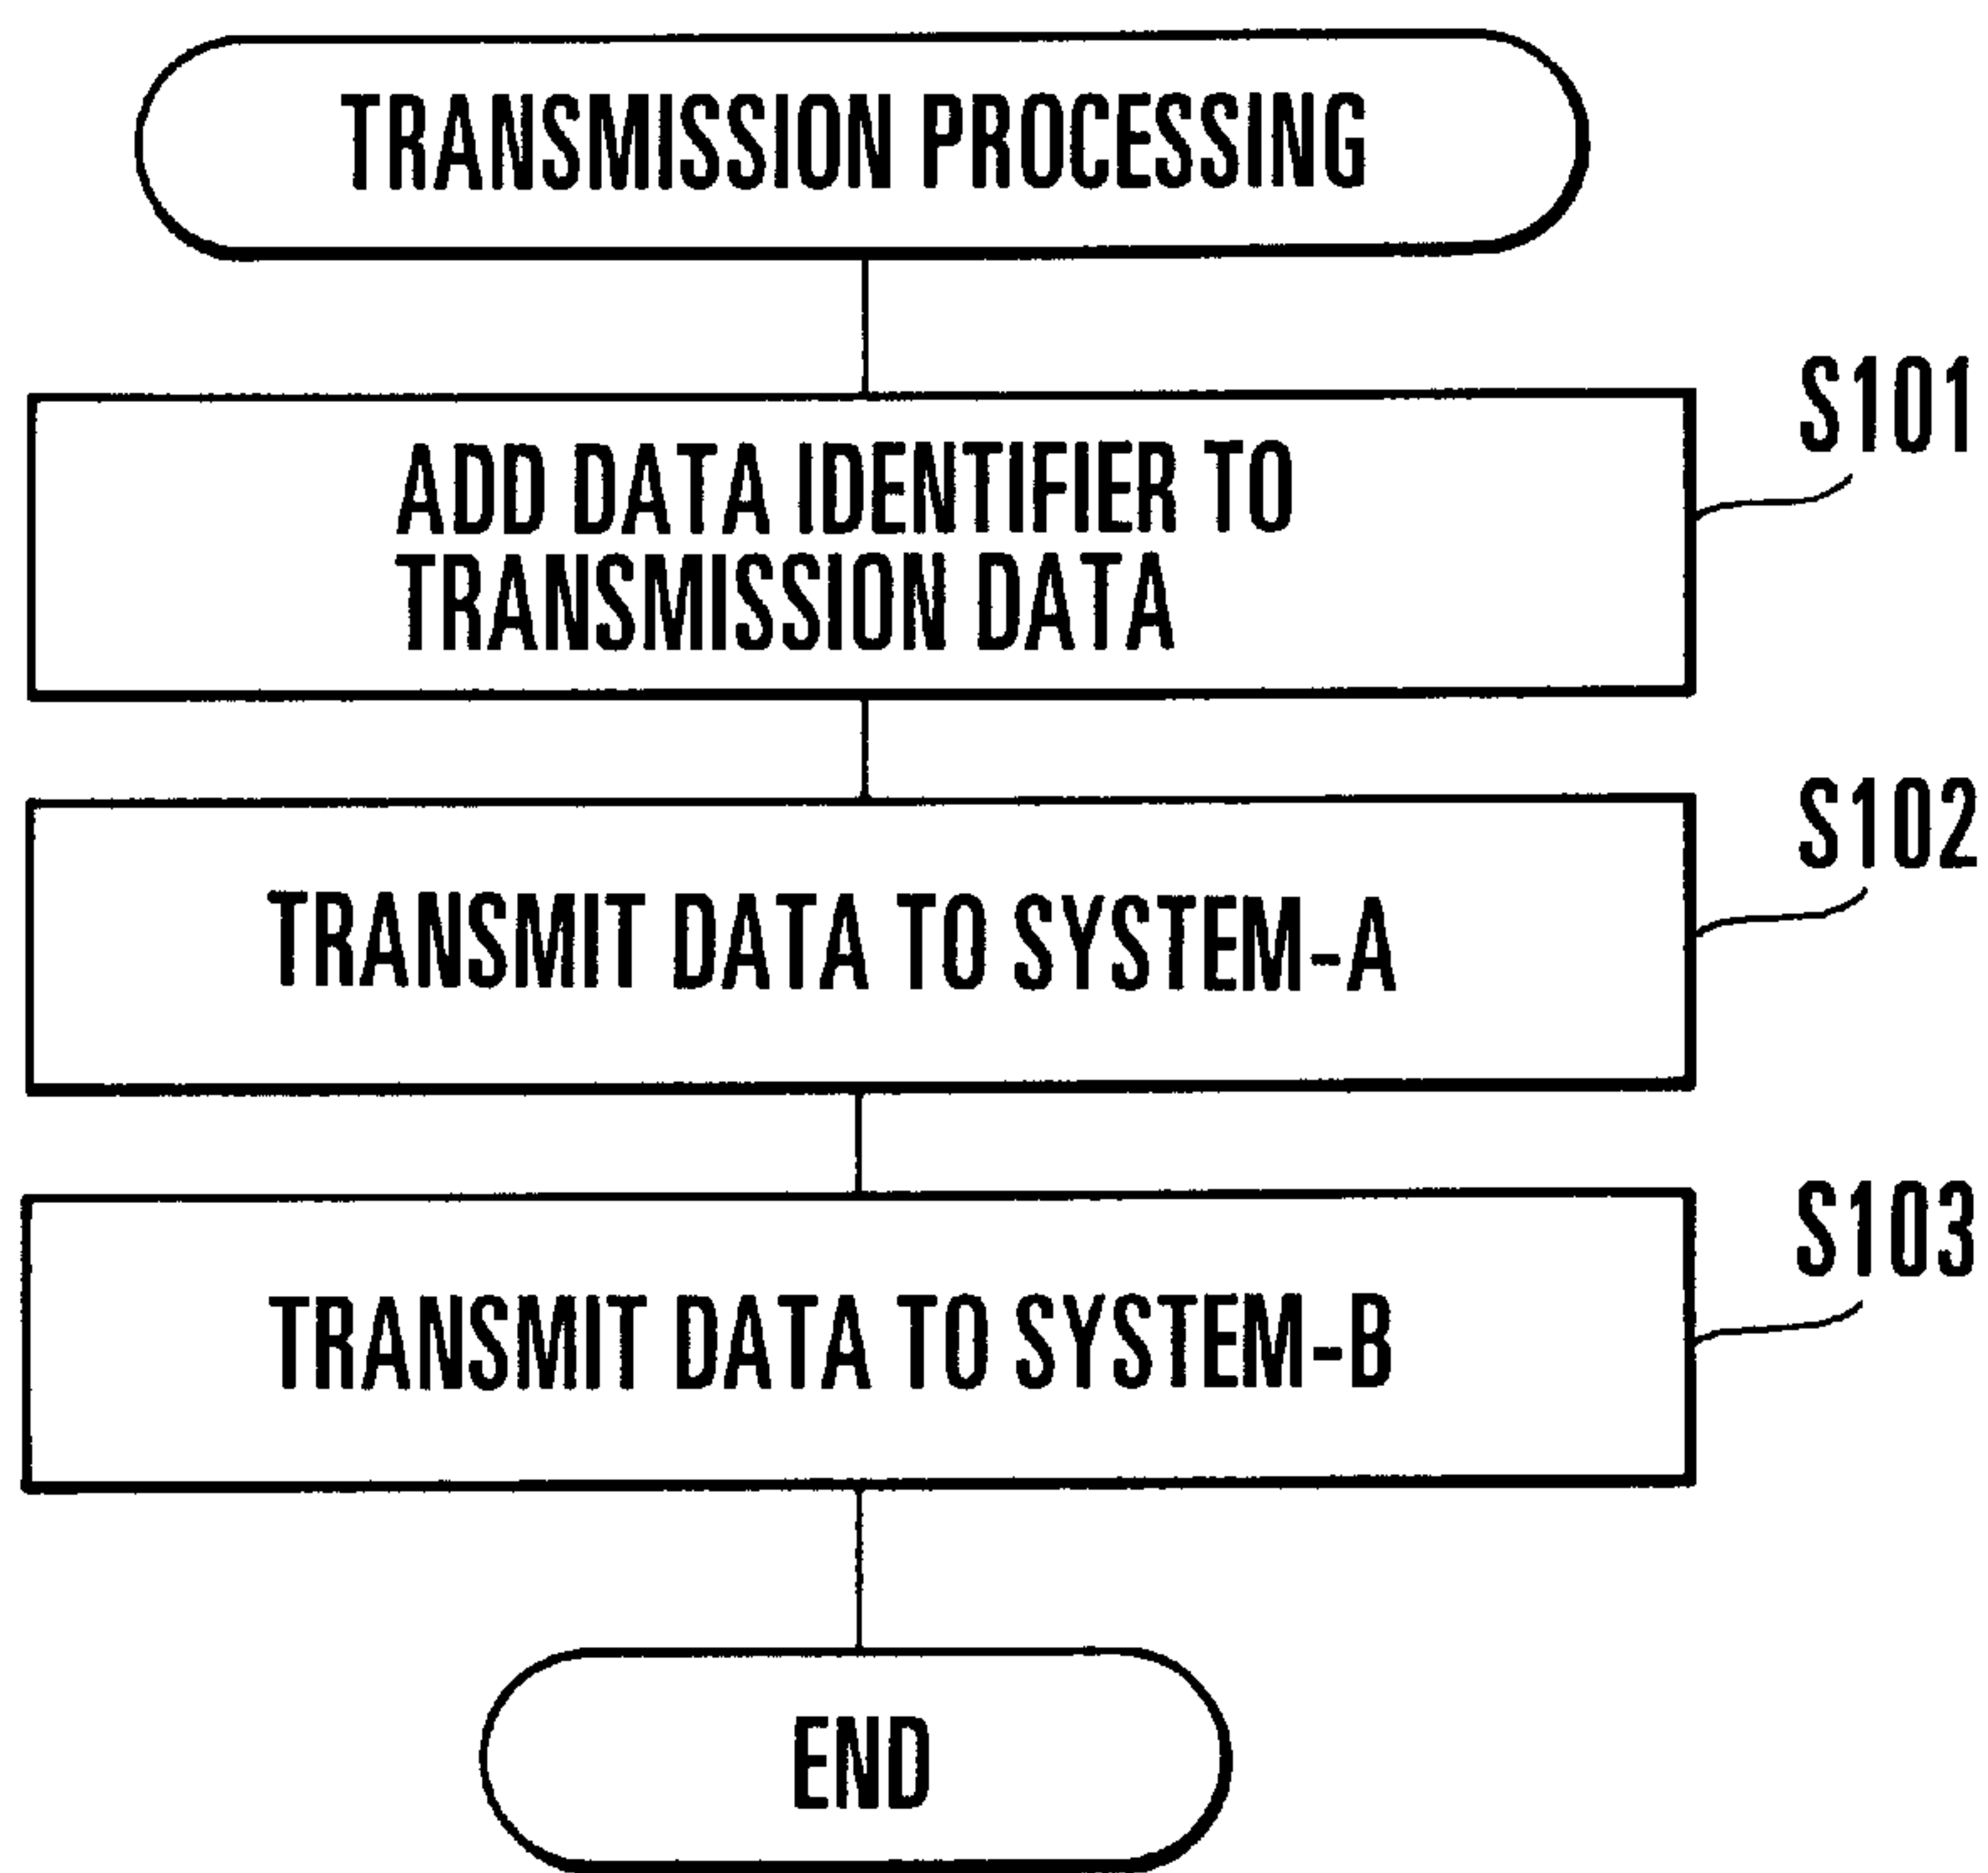 TRANSMISSION PROCESSING
S101
ADD DATA IDENTIFIER TO
TRANSMISSION DATA
S102
TRANSMIT DATA TO SYSTEM-A
S103
TRANSMIT DATA TO SYSTEM-B
END